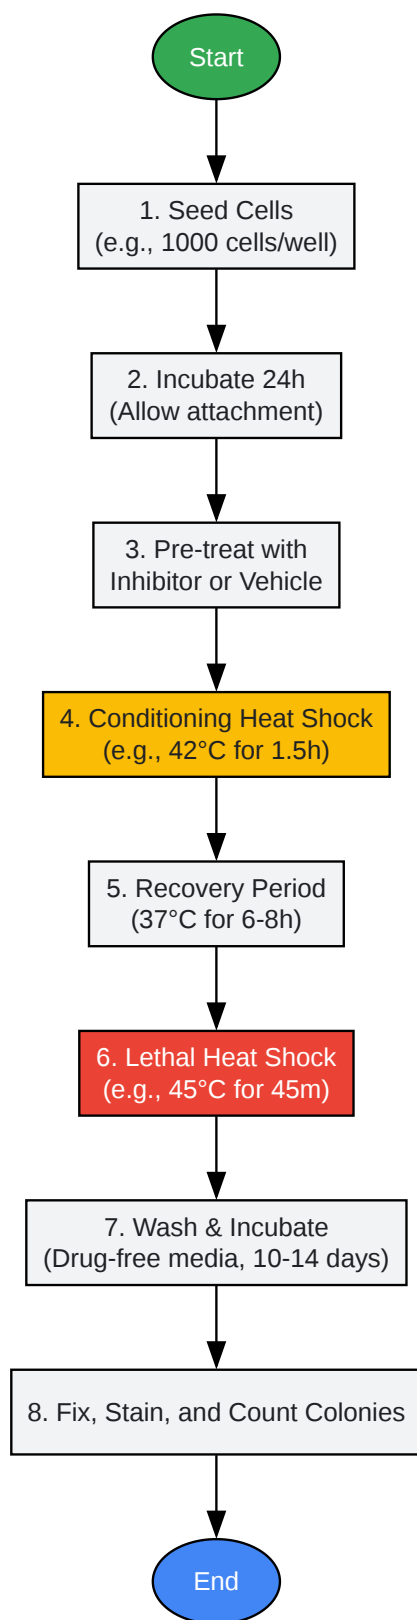 Start
1. Seed Cells
(e.g., 1000 cells/well)
2. Incubate 24h
(Allow attachment)
3. Pre-treat with
Inhibitor or Vehicle
4. Conditioning Heat Shock
(e.g., 42°C for 1.5h)
5. Recovery Period
(37°C for 6-8h)
6. Lethal Heat Shock
(e.g., 45°C for 45m)
7. Wash & Incubate
(Drug-free media, 10-14 days)
8. Fix, Stain, and Count Colonies
End